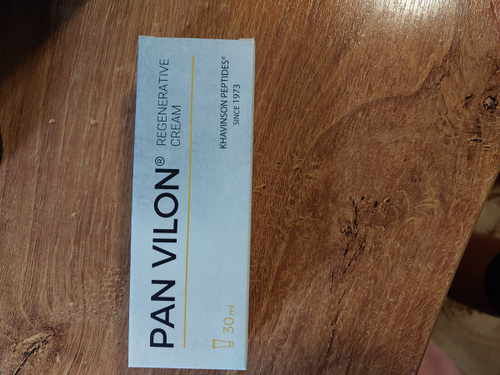 PAN VILON® REGENERATIVE
CREAM
KHAVINSON PEPTIDES®
SINCE 1973
30 ml